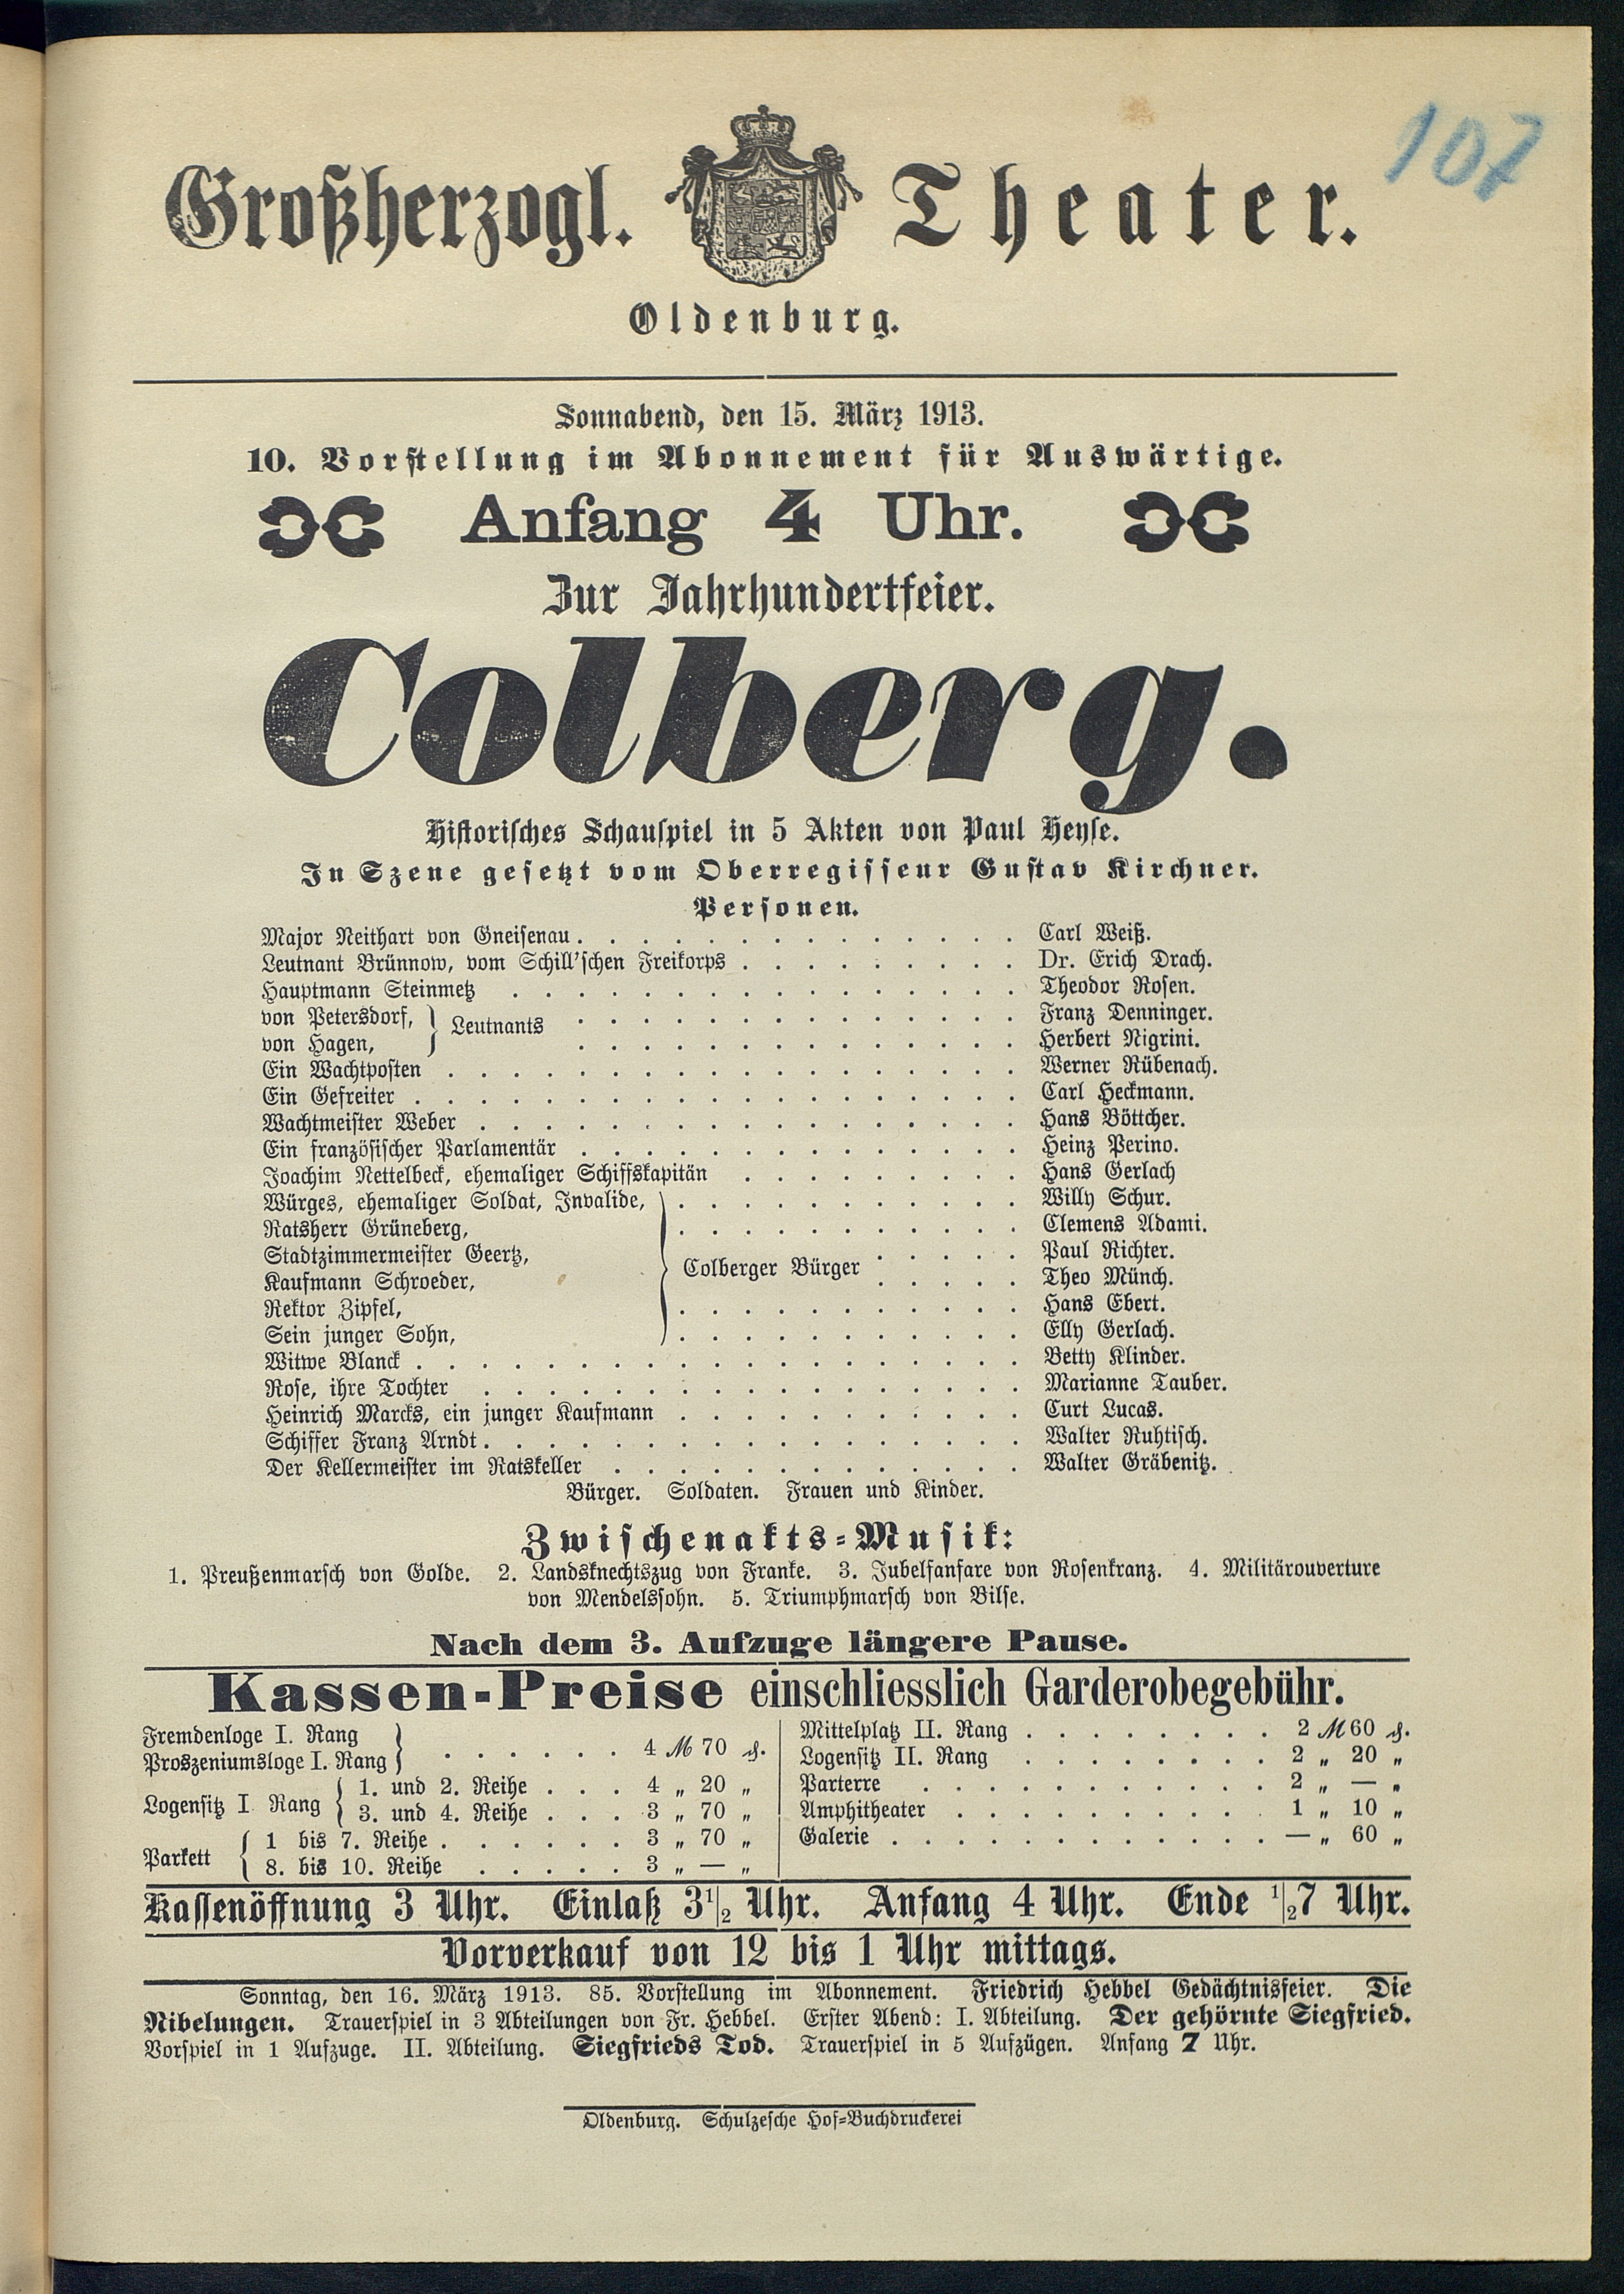 107
Großherzogl. Theater.
Oldenburg.
Sonnabend, den 15. März 1913.
10. Vorstellung im Abonnement für Auswärtige.
Anfang 4 Uhr.
Zur Jahrhundertfeier.
Colberg.
Historisches Schauspiel in 5 Akten von Paul Heyse.
In Szene gesetzt vom Oberregisseur Gustav Kirchner.
Personen.
Major Neithart von Gneisenau . . . . . . . . . . . . . . Carl Weiß.
Leutnant Brünnow, vom Schill'schen Freikorps . . . . . . . . . Dr. Erich Drach.
Hauptmann Steinmetz . . . . . . . . . . . . . . . . Theodor Rosen.
von Petersdorf, } Leutnants . . . . . . . . . . . . . . Franz Denninger.
von Hagen, . . . . . . . . . . . . . . Herbert Nigrini.
Ein Wachtposten . . . . . . . . . . . . . . . . . . Werner Rübenach.
Ein Gefreiter . . . . . . . . . . . . . . . . . . . Carl Heckmann.
Wachtmeister Weber . . . . . . . . . . . . . . . . . Hans Böttcher.
Ein französischer Parlamentär . . . . . . . . . . . . . . Heinz Perino.
Joachim Nettelbeck, ehemaliger Schiffskapitän . . . . . . . . . Hans Gerlach
Würges, ehemaliger Soldat, Invalide, . . . . . . . . . . . Willy Schur.
Ratsherr Grüneberg, . . . . . . . . . . . Clemens Adami.
Stadtzimmermeister Geertz, . . . . . Paul Richter.
Kaufmann Schroeder, } Colberger Bürger . . . . . Theo Münch.
Rektor Zipfel, . . . . . . . . . . . Hans Ebert.
Sein junger Sohn, . . . . . . . . . . . Elly Gerlach.
Witwe Blanck . . . . . . . . . . . . . . . . . . . Betty Klinder.
Rose, ihre Tochter . . . . . . . . . . . . . . . . . Marianne Tauber.
Heinrich Marcks, ein junger Kaufmann . . . . . . . . . . . Curt Lucas.
Schiffer Franz Arndt . . . . . . . . . . . . . . . . . Walter Ruhtisch.
Der Kellermeister im Ratskeller . . . . . . . . . . . . . Walter Gräbenitz.
Bürger. Soldaten. Frauen und Kinder.
Zwischenakts-Musik:
1. Preußenmarsch von Golde. 2. Landsknechtszug von Franke. 3. Jubelfanfare von Rosenkranz. 4. Militärouverture
von Mendelssohn. 5. Triumphmarsch von Bilse.
Nach dem 3. Aufzuge längere Pause.
Kassen-Preise einschliesslich Garderobegebühr.
Fremdenloge I. Rang
Proszeniumsloge I. Rang } . . . . . . 4 ℳ 70 ₰.
Logensitz I Rang { 1. und 2. Reihe . . . 4 „ 20 „
3. und 4. Reihe . . . 3 „ 70 „
Parkett { 1 bis 7. Reihe . . . . . . 3 „ 70 „
8. bis 10. Reihe . . . . . 3 „ — „
Mittelplatz II. Rang . . . . . . . . 2 ℳ 60 ₰.
Logensitz II. Rang . . . . . . . . 2 „ 20 „
Parterre . . . . . . . . . . . 2 „ — „
Amphitheater . . . . . . . . . . 1 „ 10 „
Galerie . . . . . . . . . . . . — „ 60 „
Kassenöffnung 3 Uhr. Einlaß 3 1/2 Uhr. Anfang 4 Uhr. Ende 1/2 7 Uhr.
Vorverkauf von 12 bis 1 Uhr mittags.
Sonntag, den 16. März 1913. 85. Vorstellung im Abonnement. Friedrich Hebbel Gedächtnisfeier. Die
Nibelungen. Trauerspiel in 3 Abteilungen von Fr. Hebbel. Erster Abend: I. Abteilung. Der gehörnte Siegfried.
Vorspiel in 1 Aufzuge. II. Abteilung. Siegfrieds Tod. Trauerspiel in 5 Aufzügen. Anfang 7 Uhr.
Oldenburg. Schulzesche Hof-Buchdruckerei